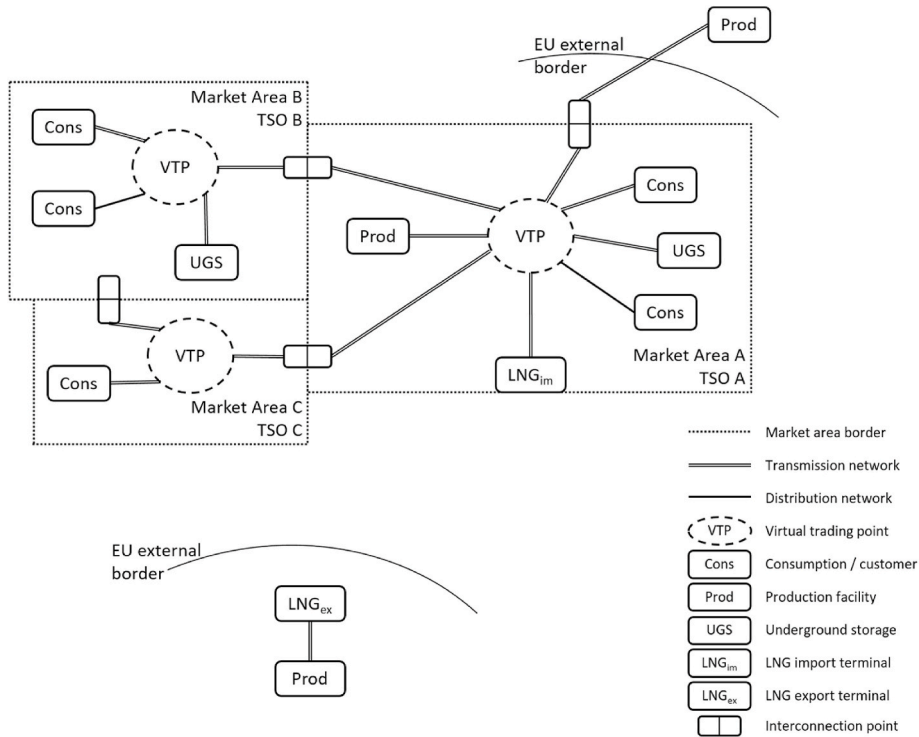 Prod
EU external
border
Market Area B
TSO B
Cons
VTP
Cons
UGS
Cons
Prod
VTP
UGS
Cons
LNGim
Market Area A
TSO A
VTP
Cons
Market Area C
TSO C
EU external
border
LNGex
Prod
Market area border
Transmission network
Distribution network
VTP Virtual trading point
Cons Consumption / customer
Prod Production facility
UGS Underground storage
LNGim LNG import terminal
LNGex LNG export terminal
Interconnection point